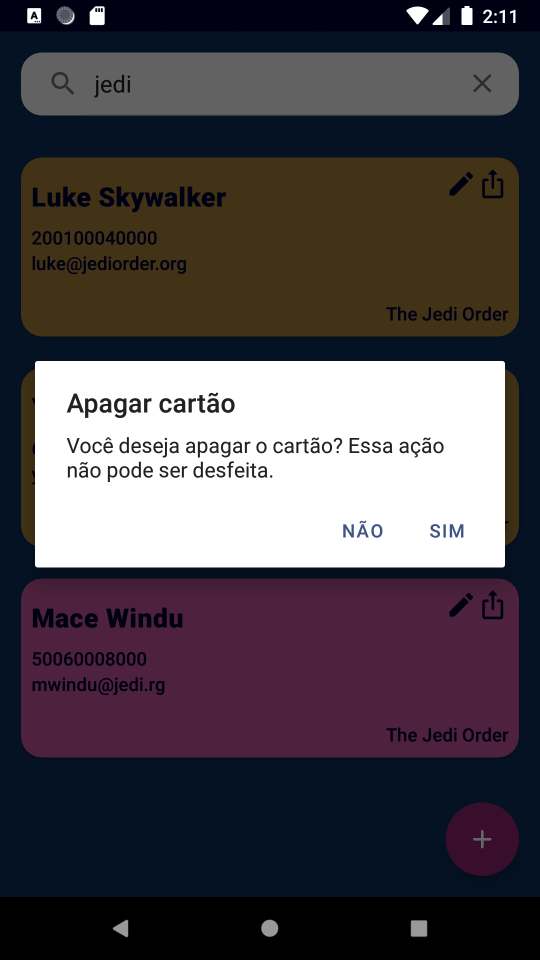 2:11
jedi
Luke Skywalker
200100040000
luke@jediorder.org
The Jedi Order
Apagar cartão
Você deseja apagar o cartão? Essa ação
não pode ser desfeita.
NÃO SIM
Mace Windu
50060008000
mwindu@jedi.rg
The Jedi Order